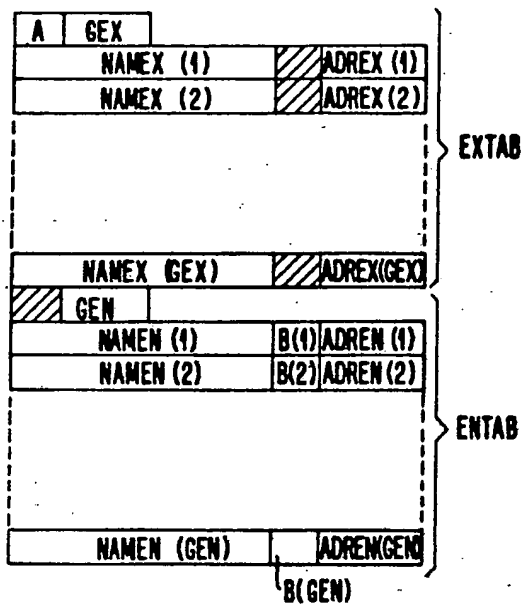 A GEX
NAMEX (1) ADREX (1)
NAMEX (2) ADREX (2)
EXTAB
NAMEX (GEX) ADREX(GEX)
GEN
NAMEN (1) B(1) ADREN (1)
NAMEN (2) B(2) ADREN (2)
ENTAB
NAMEN (GEN) ADREN(GEN)
B(GEN)